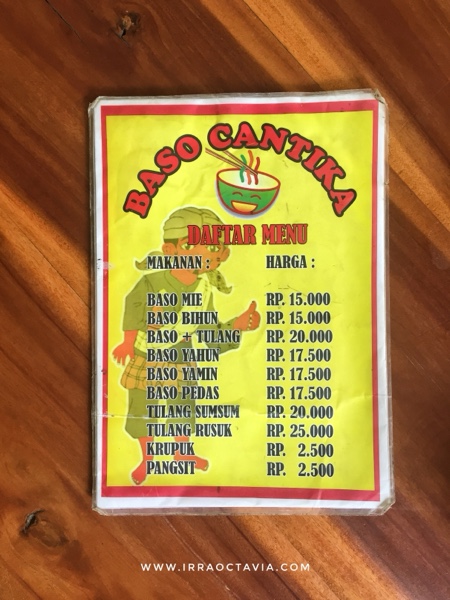 BASO CANTIKA
DAFTAR MENU
MAKANAN : HARGA :
BASO MIE RP. 15.000
BASO BIHUN RP. 15.000
BASO + TULANG RP. 20.000
BASO YAHUN RP. 17.500
BASO YAMIN RP. 17.500
BASO PEDAS RP. 17.500
TULANG SUMSUM RP. 20.000
TULANG RUSUK RP. 25.000
KRUPUK RP. 2.500
PANGSIT RP. 2.500
WWW.IRRAOCTAVIA.COM